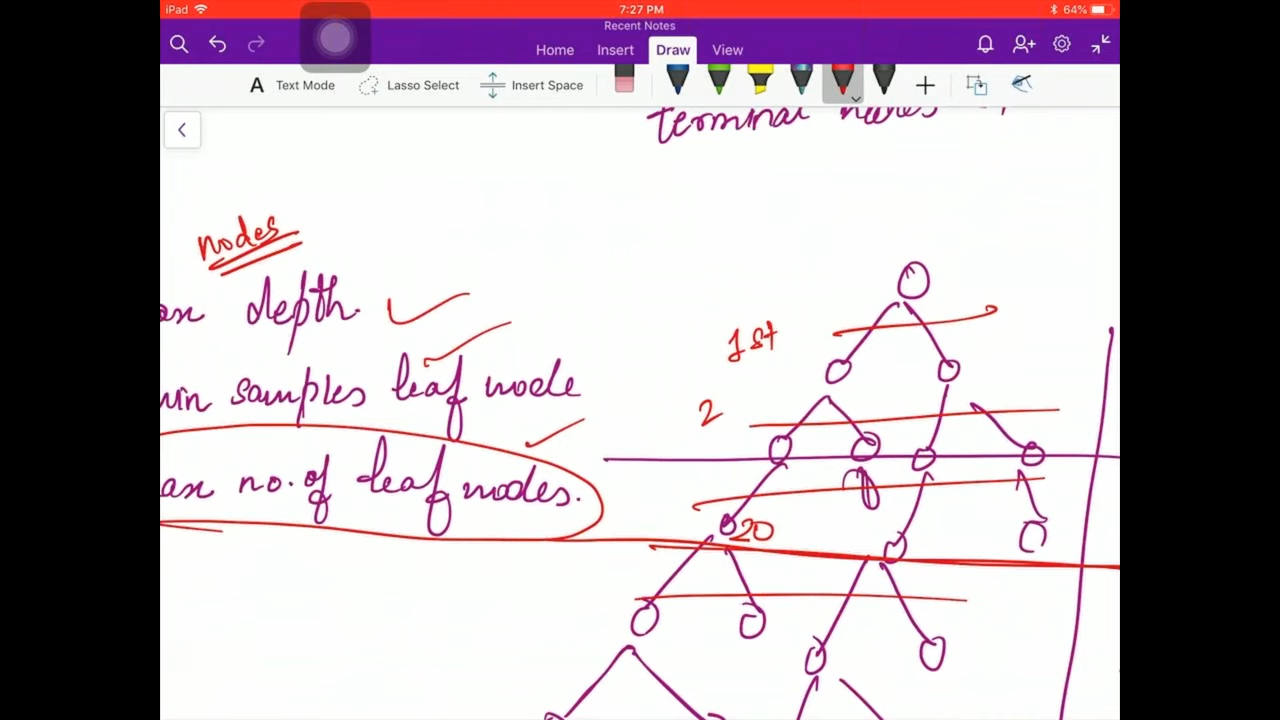 iPad 7:27 PM 64%
Recent Notes
Home Insert Draw View
A Text Mode Lasso Select Insert Space
terminal
nodes
depth.
samples leaf node
no. of leaf nodes.
1st
2
20